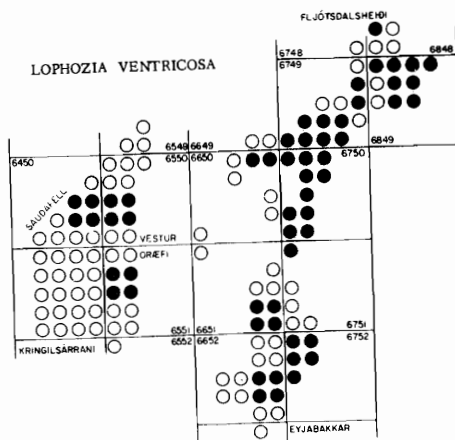 FLJÓTSDALSHEIÐI
LOPHOZIA VENTRICOSA
6748 6848
6749
6549 6649 6849
6450 6550 6650 6750
SAUÐAFELL
VESTUR
ÖRÆFI
6551 6651 6751
KRINGILSÁRRANI 6552 6652 6752
EYJABAKKAR